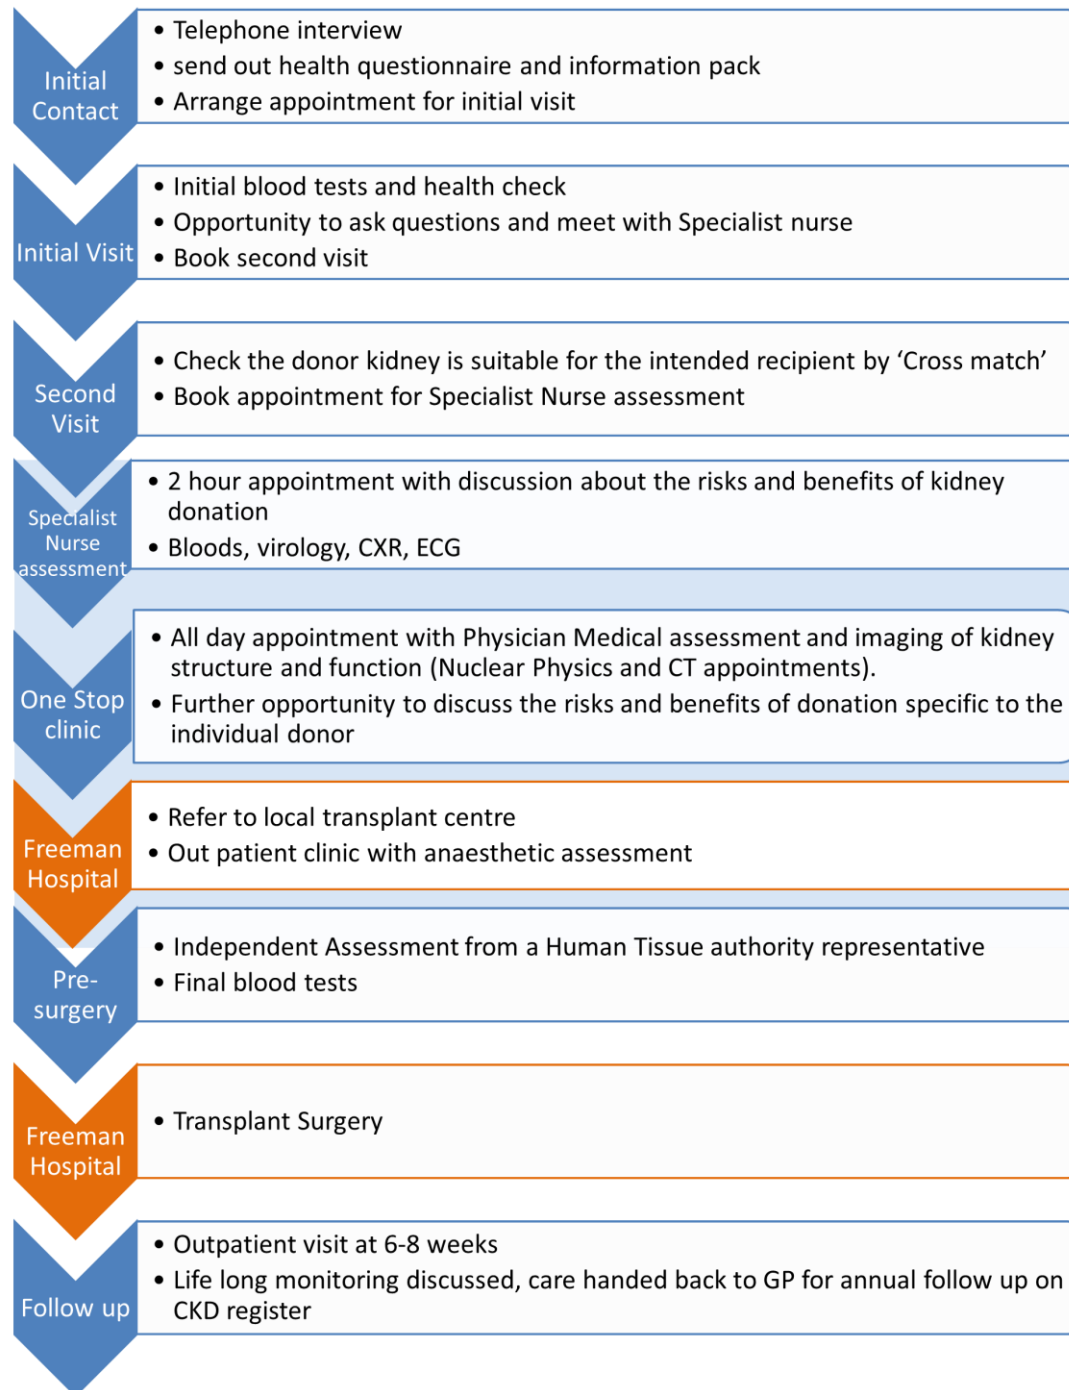 Initial
Contact
• Telephone interview
• send out health questionnaire and information pack
• Arrange appointment for initial visit
Initial Visit
• Initial blood tests and health check
• Opportunity to ask questions and meet with Specialist nurse
• Book second visit
Second
Visit
• Check the donor kidney is suitable for the intended recipient by ‘Cross match’
• Book appointment for Specialist Nurse assessment
Specialist
Nurse
assessment
• 2 hour appointment with discussion about the risks and benefits of kidney
donation
• Bloods, virology, CXR, ECG
One Stop
clinic
• All day appointment with Physician Medical assessment and imaging of kidney
structure and function (Nuclear Physics and CT appointments).
• Further opportunity to discuss the risks and benefits of donation specific to the
individual donor
Freeman
Hospital
• Refer to local transplant centre
• Out patient clinic with anaesthetic assessment
Pre-
surgery
• Independent Assessment from a Human Tissue authority representative
• Final blood tests
Freeman
Hospital
• Transplant Surgery
Follow up
• Outpatient visit at 6-8 weeks
• Life long monitoring discussed, care handed back to GP for annual follow up on
CKD register